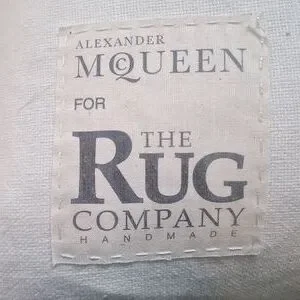 ALEXANDER
McQUEEN
FOR
THE
RUG
COMPANY
HANDMADE